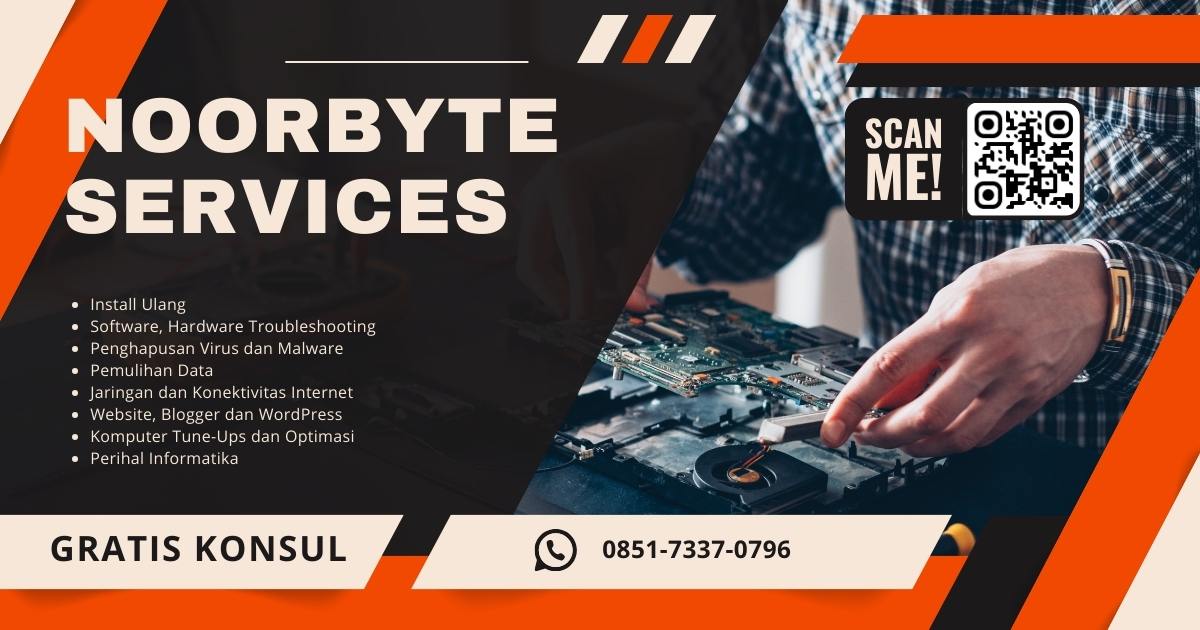 NOORBYTE
SERVICES
SCAN
ME!
Install Ulang
Software, Hardware Troubleshooting
Penghapusan Virus dan Malware
Pemulihan Data
Jaringan dan Konektivitas Internet
Website, Blogger dan WordPress
Komputer Tune-Ups dan Optimasi
Perihal Informatika
GRATIS KONSUL
0851-7337-0796